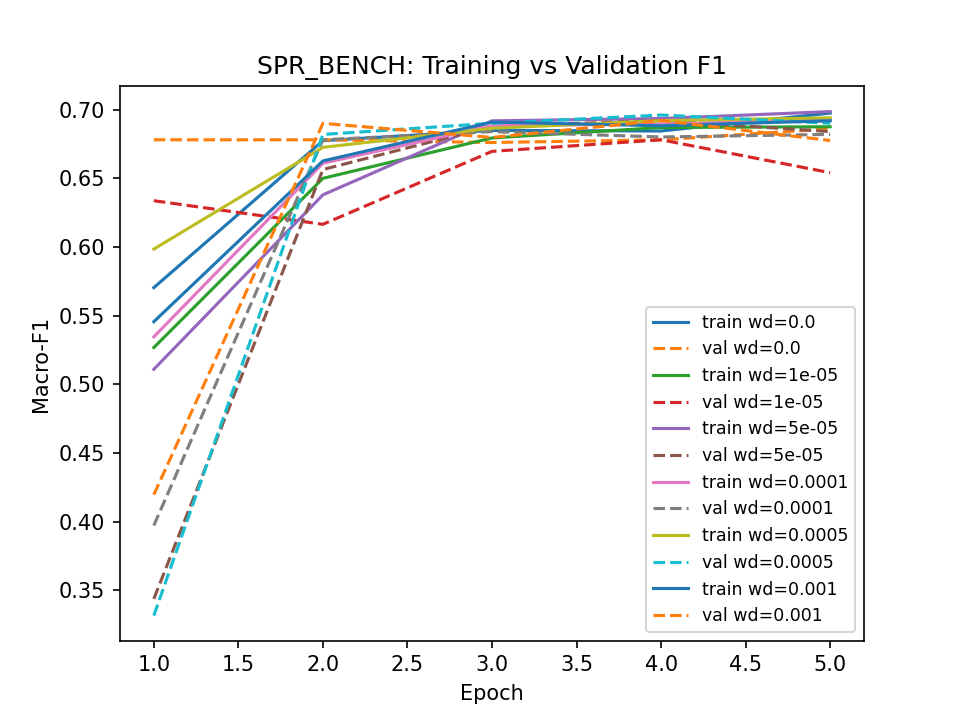 SPR_BENCH: Training vs Validation F1
Macro-F1
0.70
0.65
0.60
0.55
0.50
0.45
0.40
0.35
train wd=0.0
val wd=0.0
train wd=1e-05
val wd=1e-05
train wd=5e-05
val wd=5e-05
train wd=0.0001
val wd=0.0001
train wd=0.0005
val wd=0.0005
train wd=0.001
val wd=0.001
1.0 1.5 2.0 2.5 3.0 3.5 4.0 4.5 5.0
Epoch